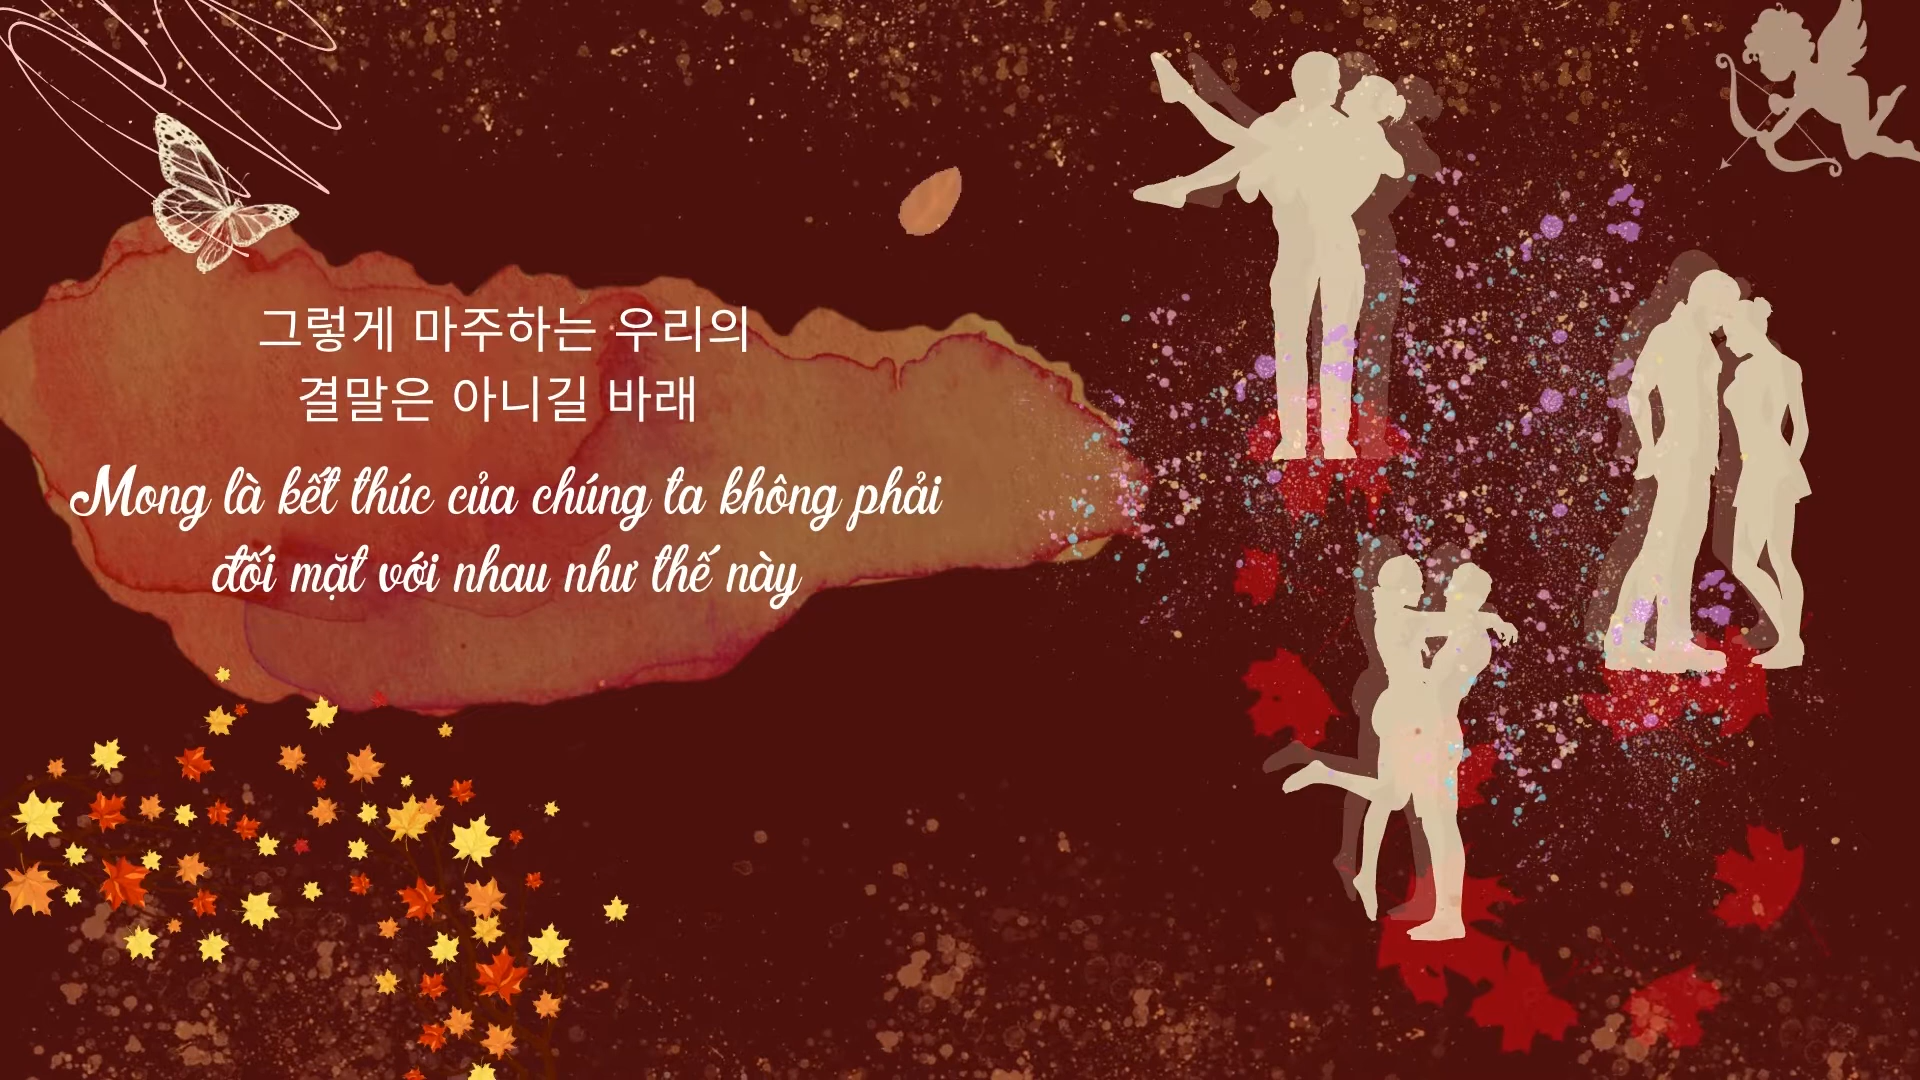 그렇게 마주하는 우리의
결말은 아니길 바래
Mong là kết thúc của chúng ta không phải
đối mặt với nhau như thế này